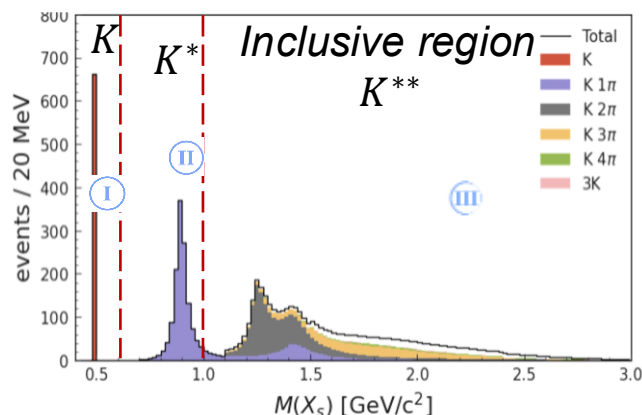 K
K*
Inclusive region
K**
I
II
III
Total
K
K 1π
K 2π
K 3π
K 4π
3K
events / 20 MeV
800
700
600
500
400
300
200
100
0
0.5
1.0
1.5
2.0
2.5
3.0
M(Xₛ) [GeV/c²]